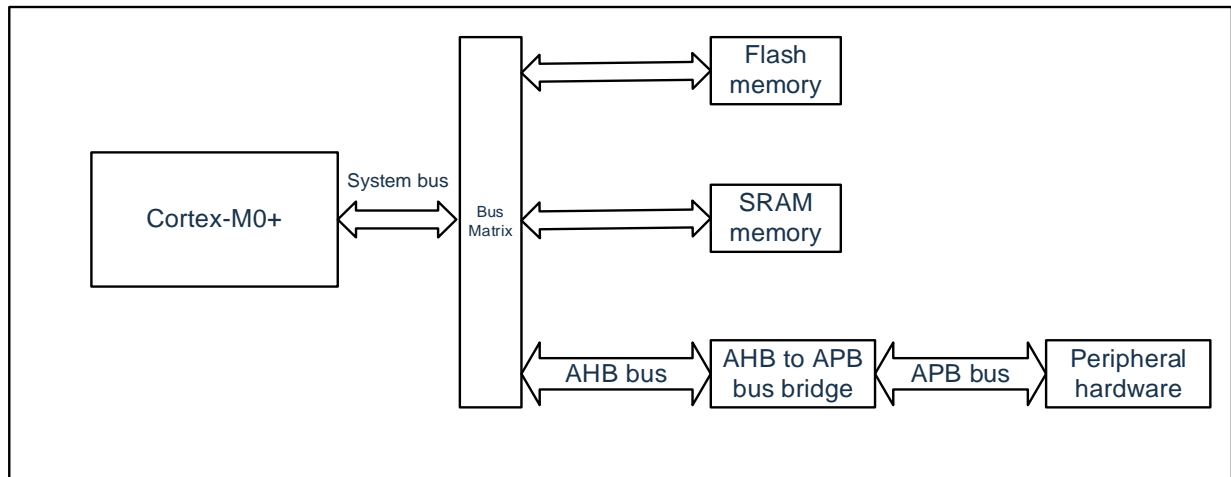 Flash
memory
System bus
Cortex-M0+
Bus
Matrix
SRAM
memory
AHB bus
AHB to APB
bus bridge
APB bus
Peripheral
hardware